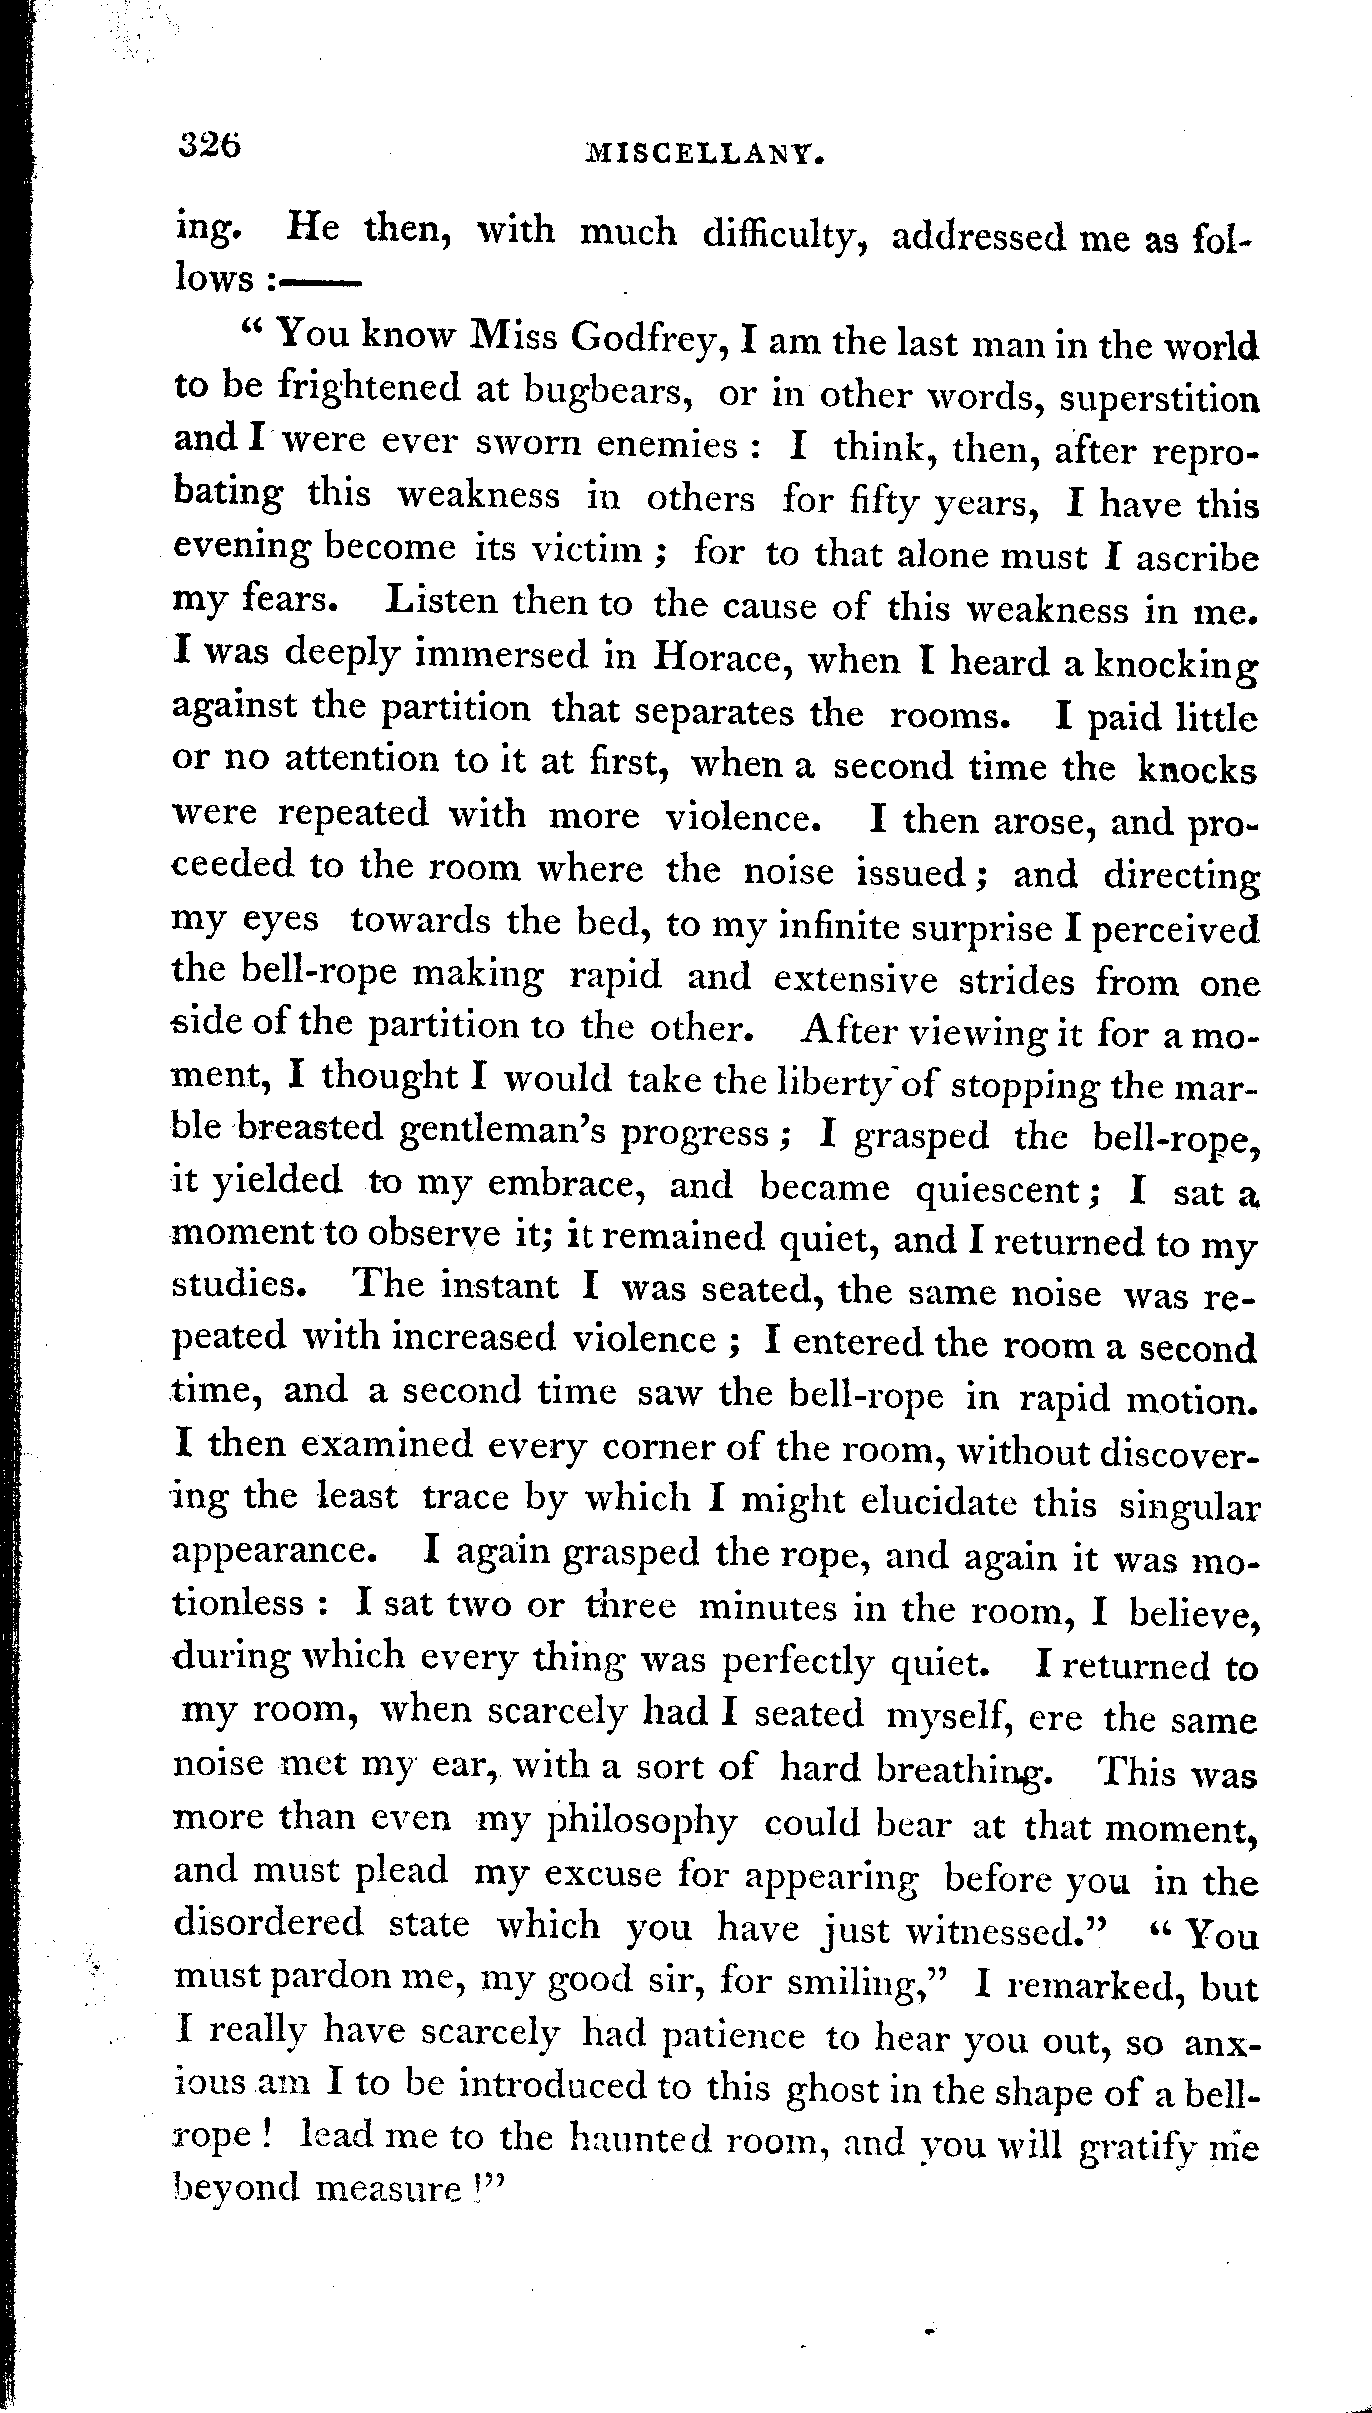 326 MISCELLANY.
ing. He then, with much difficulty, addressed me as fol-
lows :——
“ You know Miss Godfrey, I am the last man in the world
to be frightened at bugbears, or in other words, superstition
and I were ever sworn enemies : I think, then, after repro-
bating this weakness in others for fifty years, I have this
evening become its victim ; for to that alone must I ascribe
my fears. Listen then to the cause of this weakness in me.
I was deeply immersed in Horace, when I heard a knocking
against the partition that separates the rooms. I paid little
or no attention to it at first, when a second time the knocks
were repeated with more violence. I then arose, and pro-
ceeded to the room where the noise issued ; and directing
my eyes towards the bed, to my infinite surprise I perceived
the bell-rope making rapid and extensive strides from one
side of the partition to the other. After viewing it for a mo-
ment, I thought I would take the liberty of stopping the mar-
ble breasted gentleman's progress ; I grasped the bell-rope,
it yielded to my embrace, and became quiescent ; I sat a
moment to observe it; it remained quiet, and I returned to my
studies. The instant I was seated, the same noise was re-
peated with increased violence ; I entered the room a second
time, and a second time saw the bell-rope in rapid motion.
I then examined every corner of the room, without discover-
ing the least trace by which I might elucidate this singular
appearance. I again grasped the rope, and again it was mo-
tionless : I sat two or three minutes in the room, I believe,
during which every thing was perfectly quiet. I returned to
my room, when scarcely had I seated myself, ere the same
noise met my ear, with a sort of hard breathing. This was
more than even my philosophy could bear at that moment,
and must plead my excuse for appearing before you in the
disordered state which you have just witnessed.” “ You
must pardon me, my good sir, for smiling,” I remarked, but
I really have scarcely had patience to hear you out, so anx-
ious am I to be introduced to this ghost in the shape of a bell-
rope ! lead me to the haunted room, and you will gratify me
beyond measure !”